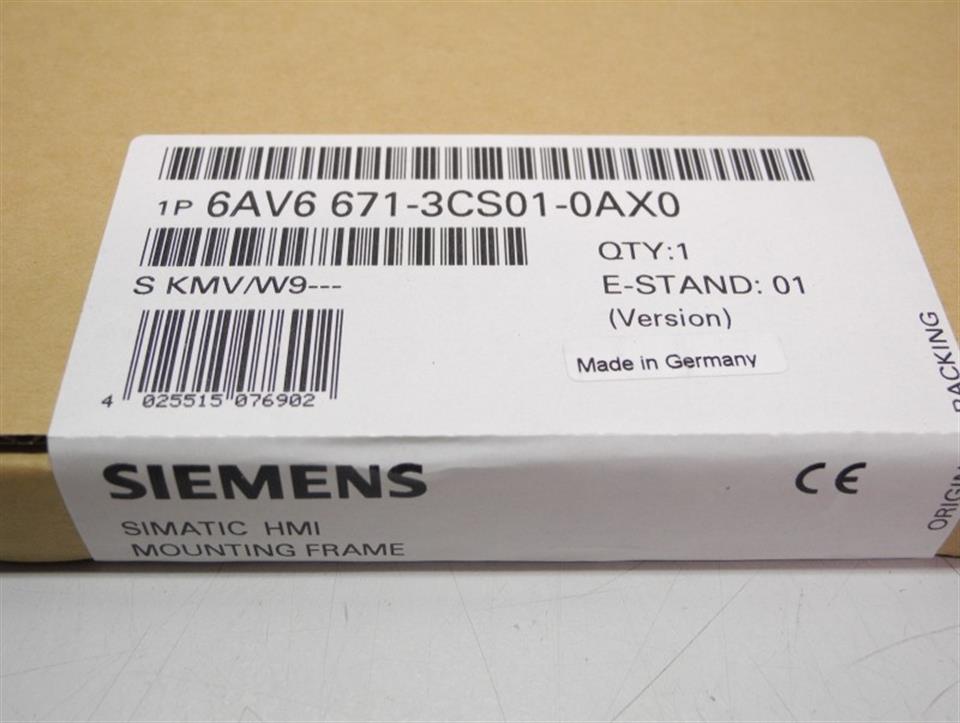 1P 6AV6 671-3CS01-0AX0
QTY:1
S KMV/W9---
E-STAND: 01
(Version)
Made in Germany
4 025515 076902
SIEMENS
CE
SIMATIC HMI
MOUNTING FRAME
ORIGIN PACKING